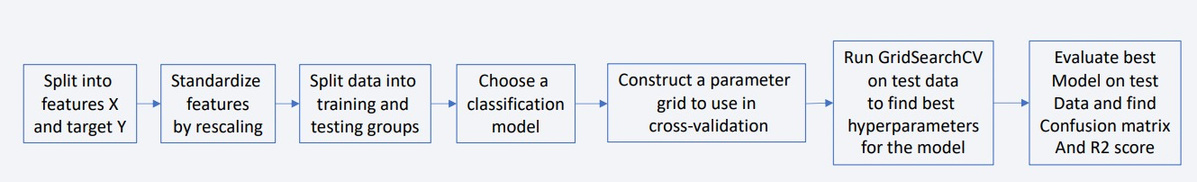 Split into
features X
and target Y
Standardize
features
by rescaling
Split data into
training and
testing groups
Choose a
classification
model
Construct a parameter
grid to use in
cross-validation
Run GridSearchCV
on test data
to find best
hyperparameters
for the model
Evaluate best
Model on test
Data and find
Confusion matrix
And R2 score